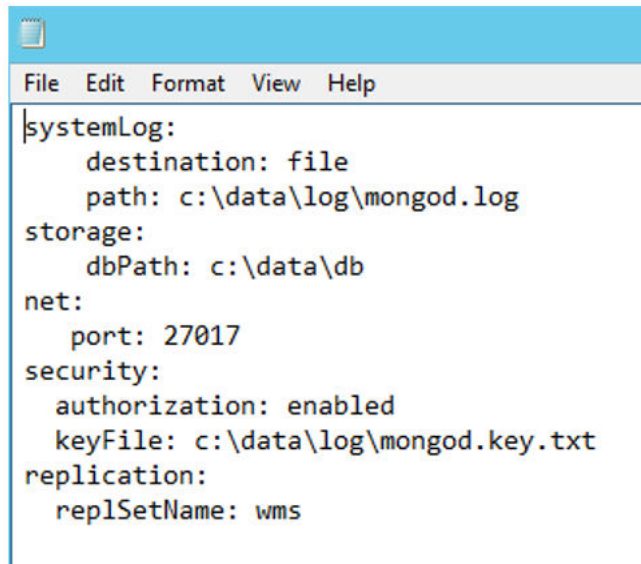 File Edit Format View Help
systemLog:
    destination: file
    path: c:\data\log\mongod.log
storage:
    dbPath: c:\data\db
net:
   port: 27017
security:
  authorization: enabled
  keyFile: c:\data\log\mongod.key.txt
replication:
  replSetName: wms